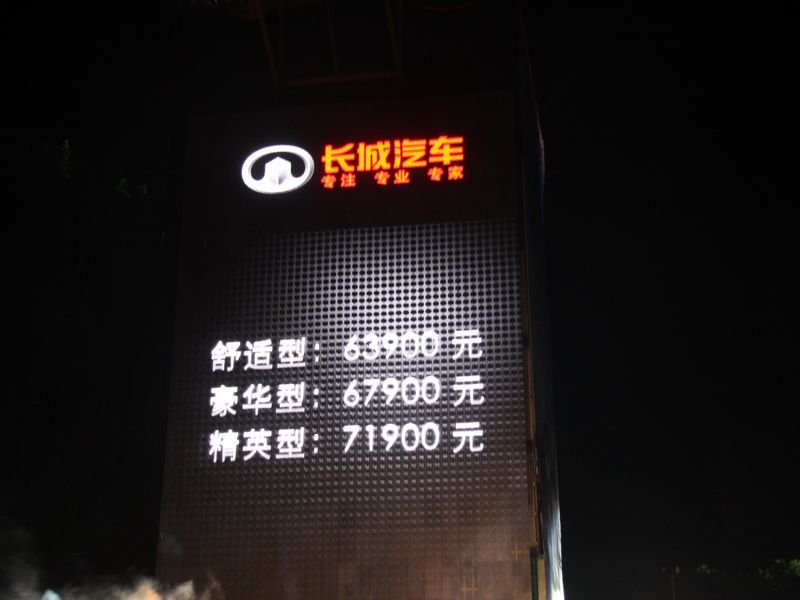 长城汽车
专注 专业 专家
舒适型：63900 元
豪华型：67900 元
精英型：71900 元